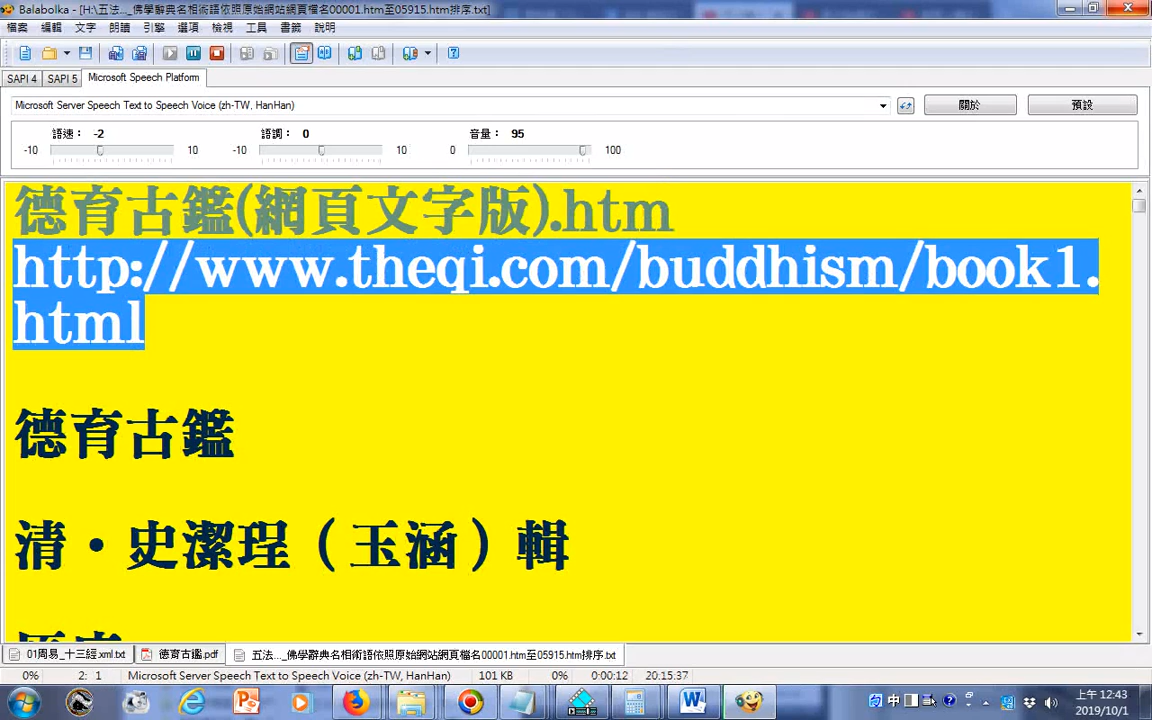 Balabolka - [H:\五法..._佛學辭典名相術語依照原始網站網頁檔名00001.htm至05915.htm排序.txt]
檔案 編輯 文字 朗讀 引擎 選項 檢視 工具 書籤 說明
SAPI 4 SAPI 5 Microsoft Speech Platform
Microsoft Server Speech Text to Speech Voice (zh-TW, HanHan) 關於 預設
語速： -2 語調： 0 音量： 95
-10 10 -10 10 0 100
德育古鑑(網頁文字版).htm
http://www.theqi.com/buddhism/book1.
html
德育古鑑
清‧史潔珵（玉涵）輯
01周易_十三經.xml.txt 德育古鑑.pdf 五法..._佛學辭典名相術語依照原始網站網頁檔名00001.htm至05915.htm排序.txt
0% 2: 1 Microsoft Server Speech Text to Speech Voice (zh-TW, HanHan) 101 KB 0% 0:00:12 20:15:37
中 上午 12:43
2019/10/1